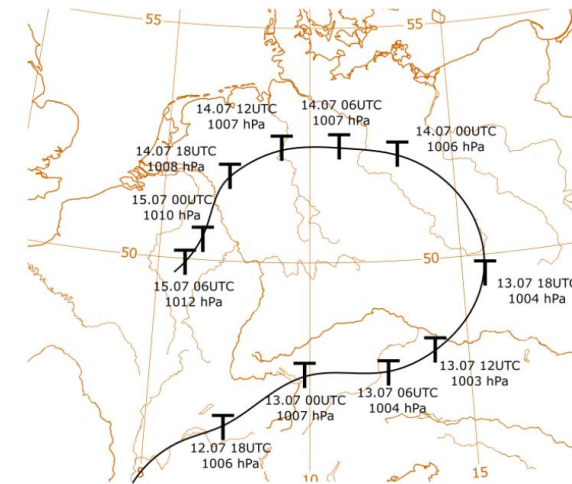 55
55
14.07 12UTC
1007 hPa
14.07 06UTC
1007 hPa
14.07 00UTC
1006 hPa
14.07 18UTC
1008 hPa
15.07 00UTC
1010 hPa
50
50
15.07 06UTC
1012 hPa
13.07 18UTC
1004 hPa
13.07 12UTC
1003 hPa
13.07 06UTC
1004 hPa
13.07 00UTC
1007 hPa
12.07 18UTC
1006 hPa
5
10
15
T
T
T
T
T
T
T
T
T
T
T